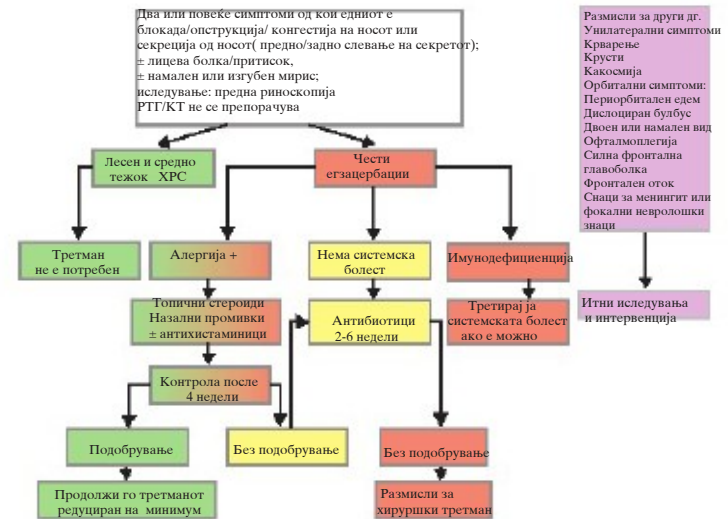 Два или повеќе симптоми од кои едниот е
блокада/опструкција/ конгестија на носот или
секреција од носот( предно/задно слевање на секретот);
± лицева болка/притисок,
± намален или изгубен мирис;
иследување: предна риноскопија
РТГ/КТ не се препорачува
Размисли за други дг.
Унилатерални симптоми
Крварење
Крусти
Какосмија
Орбитални симптоми:
Периорбитален едем
Дислоциран булбус
Двоен или намален вид
Офталмоплегија
Силна фронтална
главоболка
Фронтален оток
Снаци за менингит или
фокални невролошки
знаци
Лесен и средно
тежок ХРС
Чести
егзацербации
Третман
не е потребен
Алергија +
Нема системска
болест
Имунодефициенција
Топични стероиди
Назални промивки
± антихистаминици
Антибиотици
2-6 недели
Третирај ја
системската болест
ако е можно
Итни иследувања
и интервенција
Контрола после
4 недели
Подобрување
Без подобрување
Без подобрување
Продолжи го третманот
редуциран на минимум
Размисли за
хируршки третман